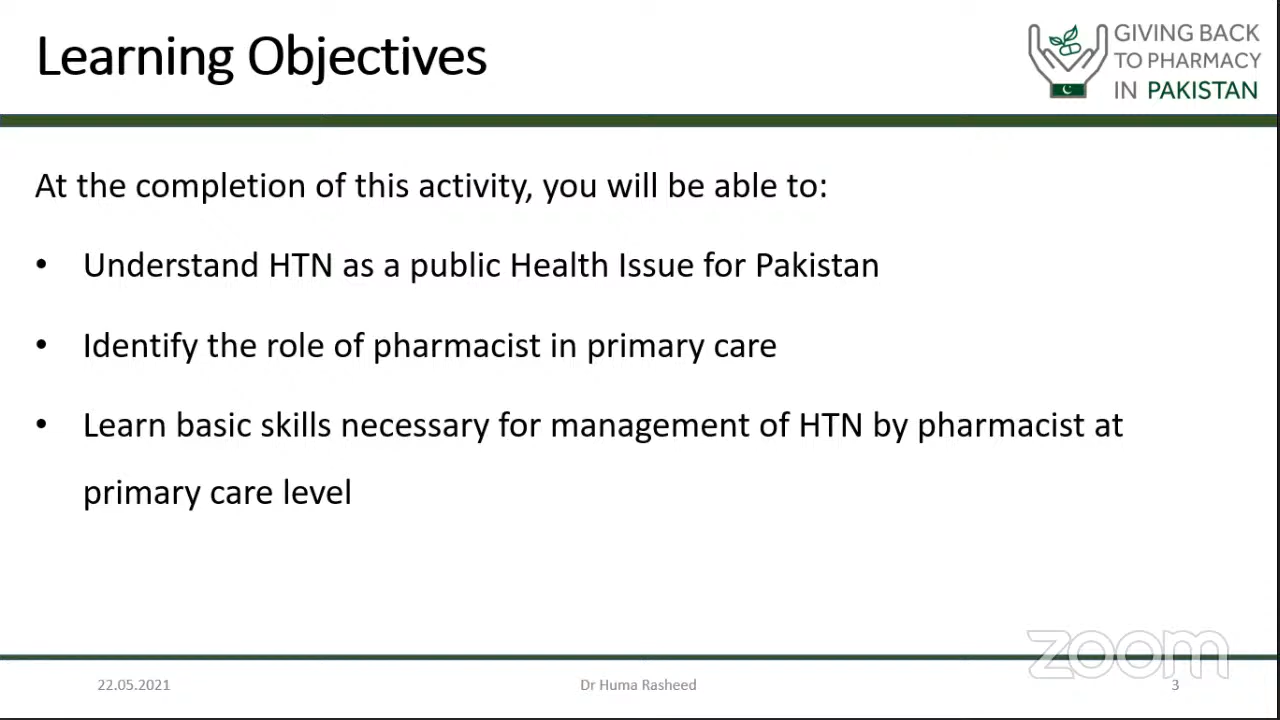 Learning Objectives
GIVING BACK
TO PHARMACY
IN PAKISTAN
At the completion of this activity, you will be able to:
• Understand HTN as a public Health Issue for Pakistan
• Identify the role of pharmacist in primary care
• Learn basic skills necessary for management of HTN by pharmacist at
primary care level
zoom
22.05.2021
Dr Huma Rasheed
3